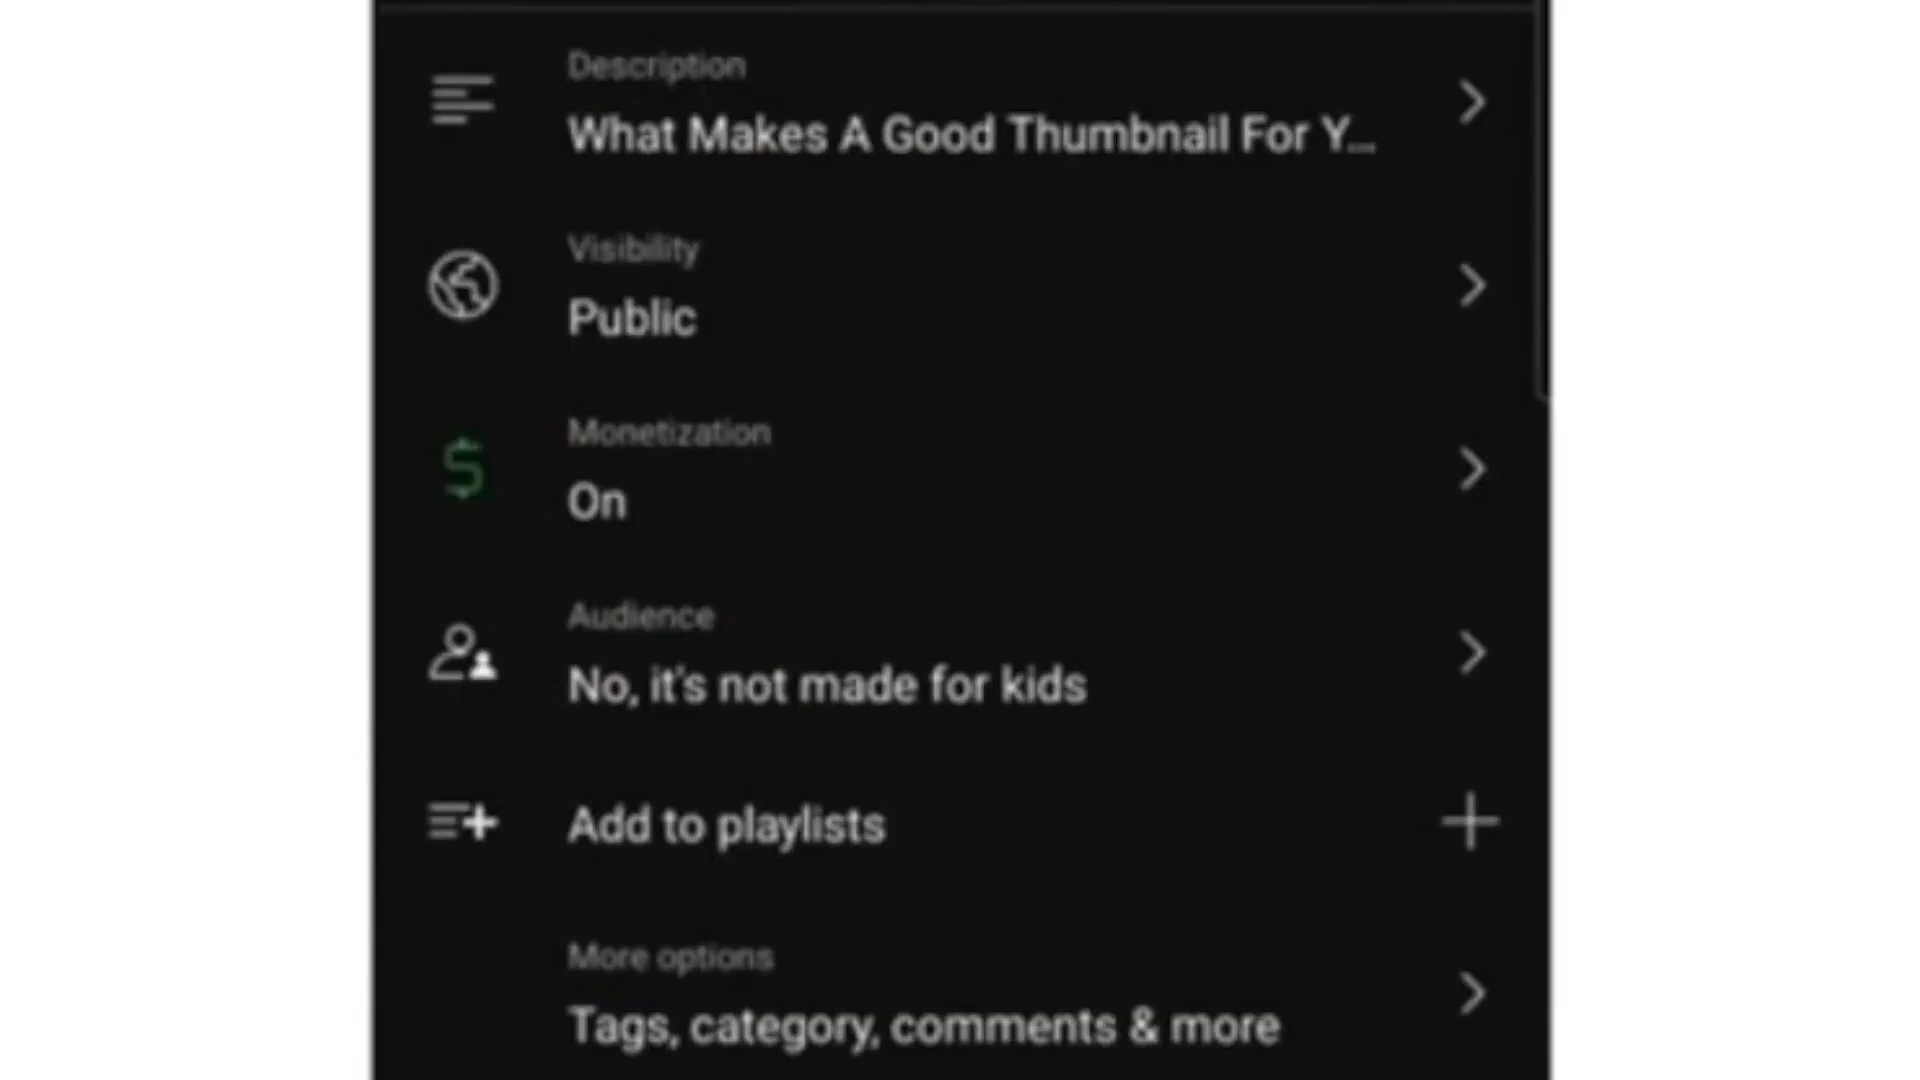 Description
What Makes A Good Thumbnail For Y...
Visibility
Public
Monetization
On
Audience
No, it's not made for kids
Add to playlists
More options
Tags, category, comments & more